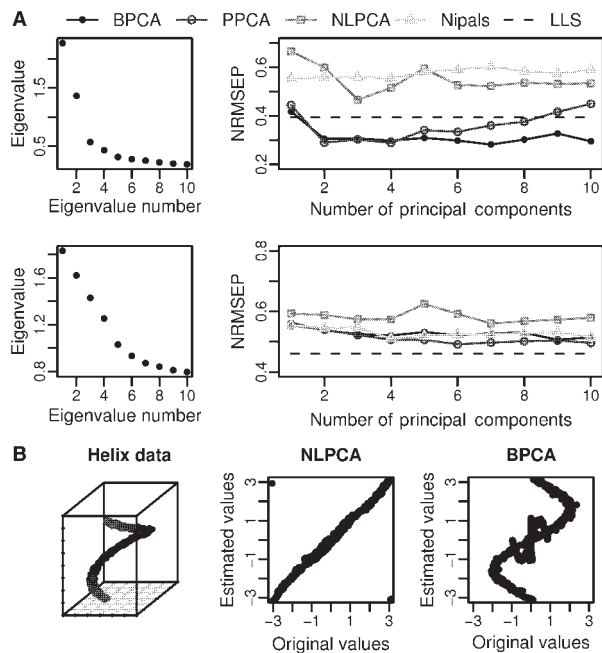 A
BPCA PPCA NLPCA Nipals LLS
Eigenvalue
0.5 1.5
2 4 6 8 10
Eigenvalue number
NRMSEP
0.2 0.4 0.6
2 4 6 8 10
Number of principal components
Eigenvalue
0.8 1.2 1.6
2 4 6 8 10
Eigenvalue number
NRMSEP
0.4 0.6 0.8
2 4 6 8 10
Number of principal components
B
Helix data
NLPCA
Estimated values
-3 -1 1 3
-3 -1 1 3
Original values
BPCA
Estimated values
-3 -1 1 3
-3 -1 1 3
Original values